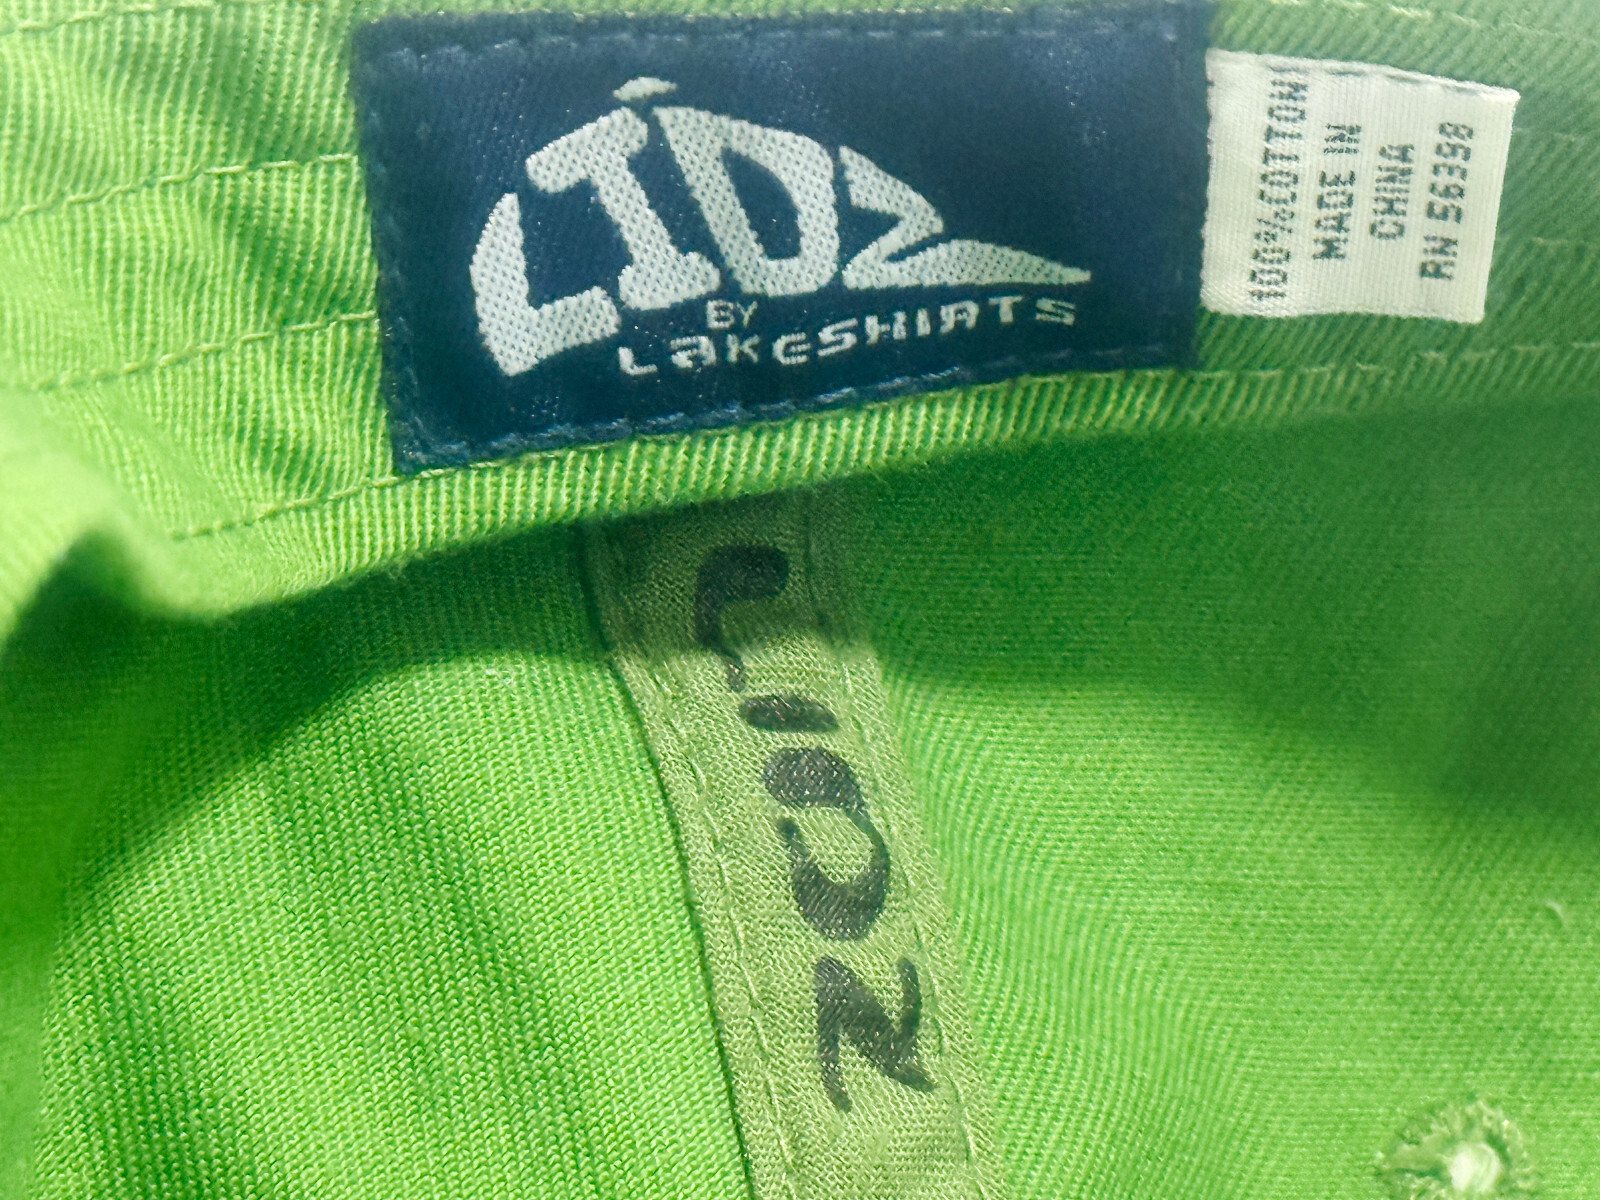 LIDZ
BY
LAKESHIRTS
100%COTTON
MADE IN
CHINA
RN 56398
LIDZ